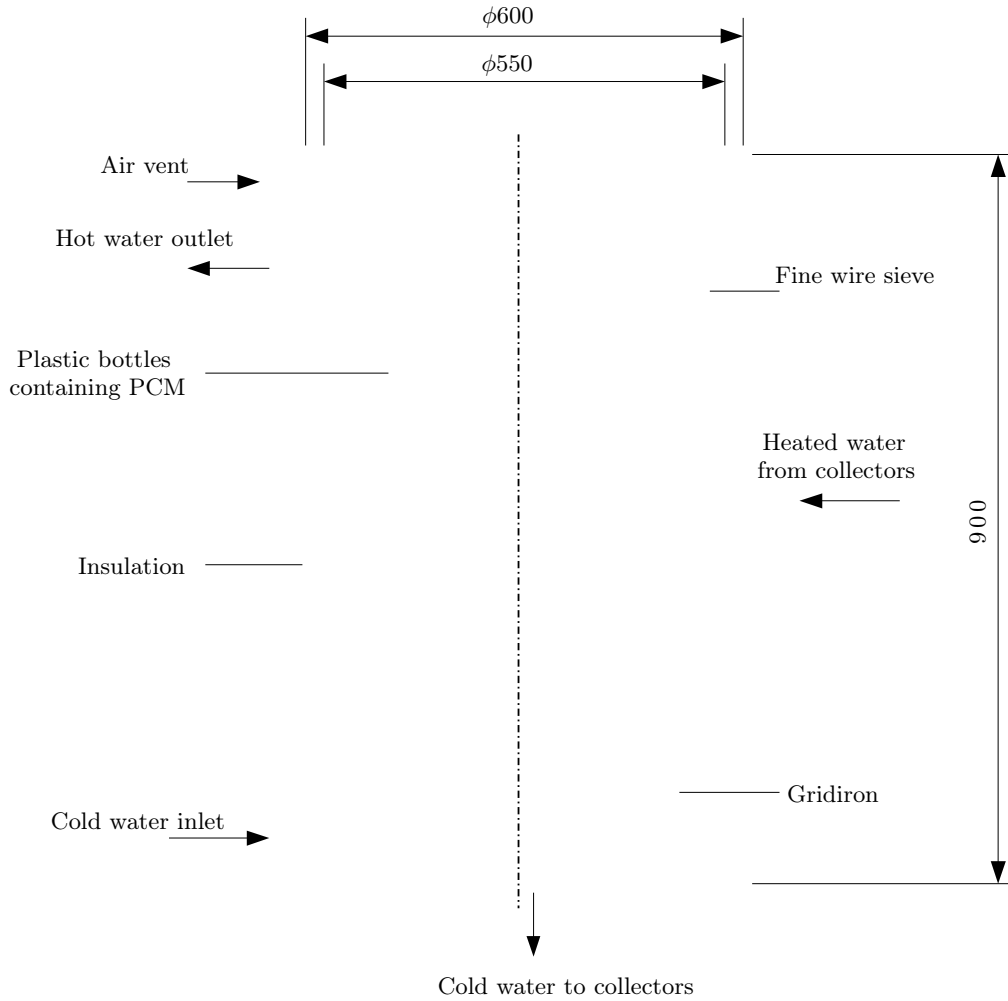 ϕ600
ϕ550
Air vent
Hot water outlet
Fine wire sieve
Plastic bottles
containing PCM
Heated water
from collectors
900
Insulation
Gridiron
Cold water inlet
Cold water to collectors